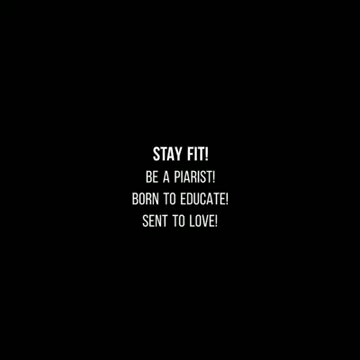 STAY FIT!
BE A PIARIST!
BORN TO EDUCATE!
SENT TO LOVE!